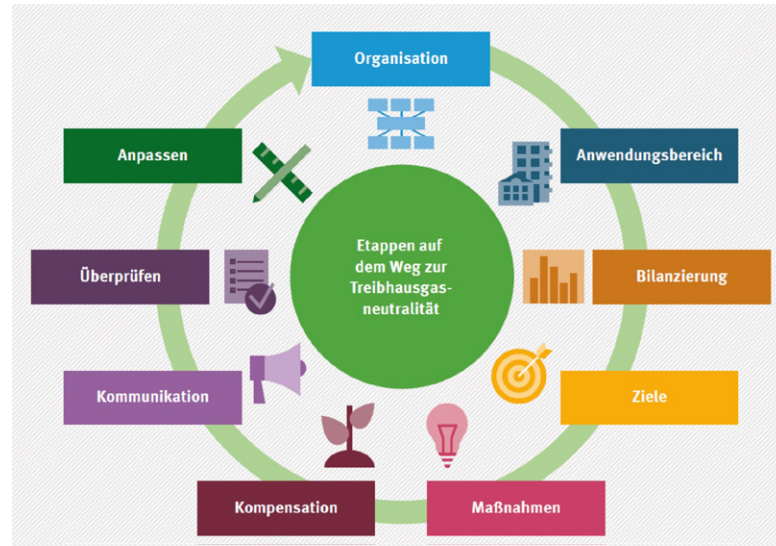 Organisation
Anwendungsbereich
Bilanzierung
Ziele
Maßnahmen
Kompensation
Kommunikation
Überprüfen
Anpassen
Etappen auf
dem Weg zur
Treibhausgas-
neutralität